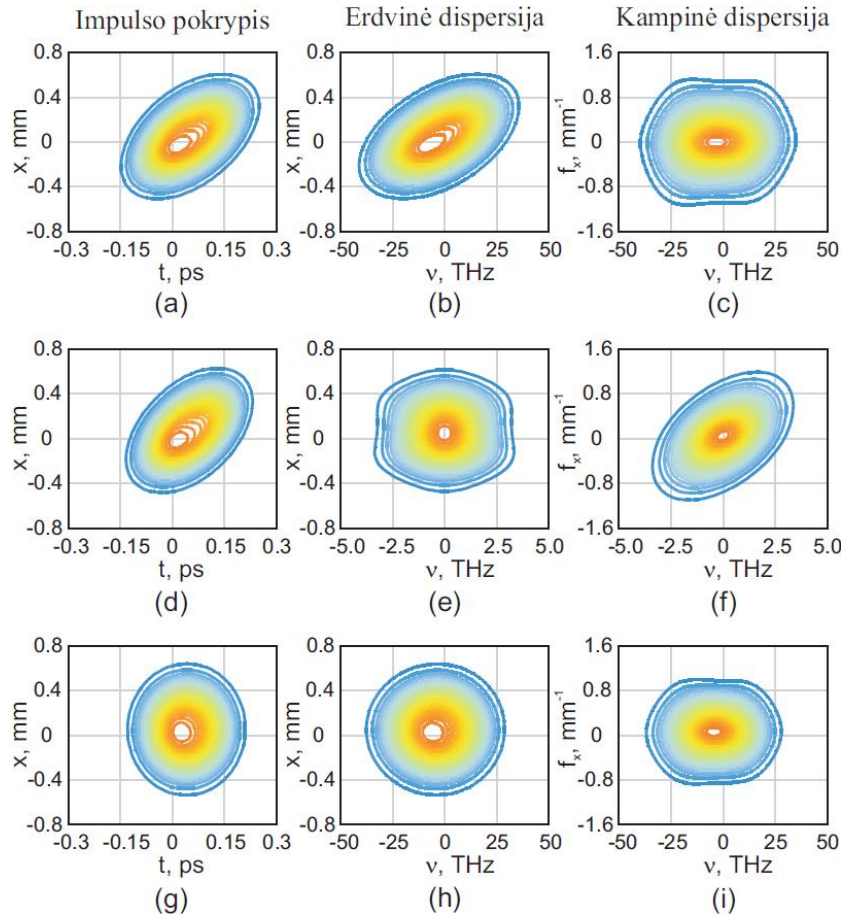 Impulso pokrypis Erdvinė dispersija Kampinė dispersija
0.8 0.8 1.6
0.4 0.4 0.8
x, mm 0 x, mm 0 fₓ, mm⁻¹ 0
-0.4 -0.4 -0.8
-0.8 -0.8 -1.6
-0.3 -0.15 0 0.15 0.3 -50 -25 0 25 50 -50 -25 0 25 50
t, ps ν, THz ν, THz
(a) (b) (c)
0.8 0.8 1.6
0.4 0.4 0.8
x, mm 0 x, mm 0 fₓ, mm⁻¹ 0
-0.4 -0.4 -0.8
-0.8 -0.8 -1.6
-0.3 -0.15 0 0.15 0.3 -5.0 -2.5 0 2.5 5.0 -5.0 -2.5 0 2.5 5.0
t, ps ν, THz ν, THz
(d) (e) (f)
0.8 0.8 1.6
0.4 0.4 0.8
x, mm 0 x, mm 0 fₓ, mm⁻¹ 0
-0.4 -0.4 -0.8
-0.8 -0.8 -1.6
-0.3 -0.15 0 0.15 0.3 -50 -25 0 25 50 -50 -25 0 25 50
t, ps ν, THz ν, THz
(g) (h) (i)